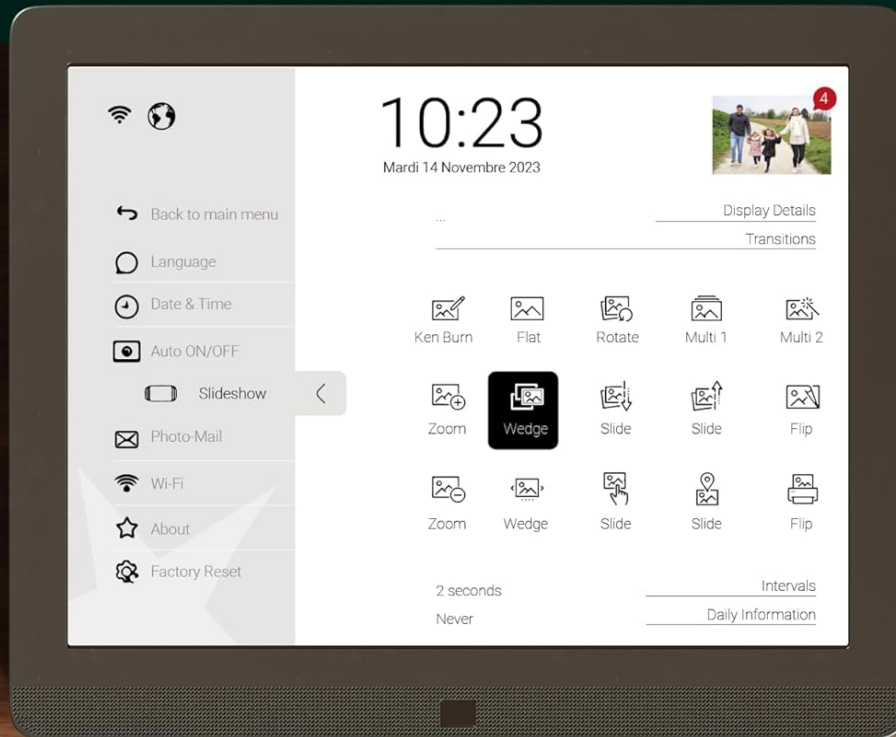 10:23
4
Mardi 14 Novembre 2023
Back to main menu
Language
Date & Time
Auto ON/OFF
Slideshow
Photo-Mail
Wi-Fi
About
Factory Reset
... Display Details
Transitions
Ken Burn Flat Rotate Multi 1 Multi 2
Zoom Wedge Slide Slide Flip
Zoom Wedge Slide Slide Flip
2 seconds Intervals
Never Daily Information